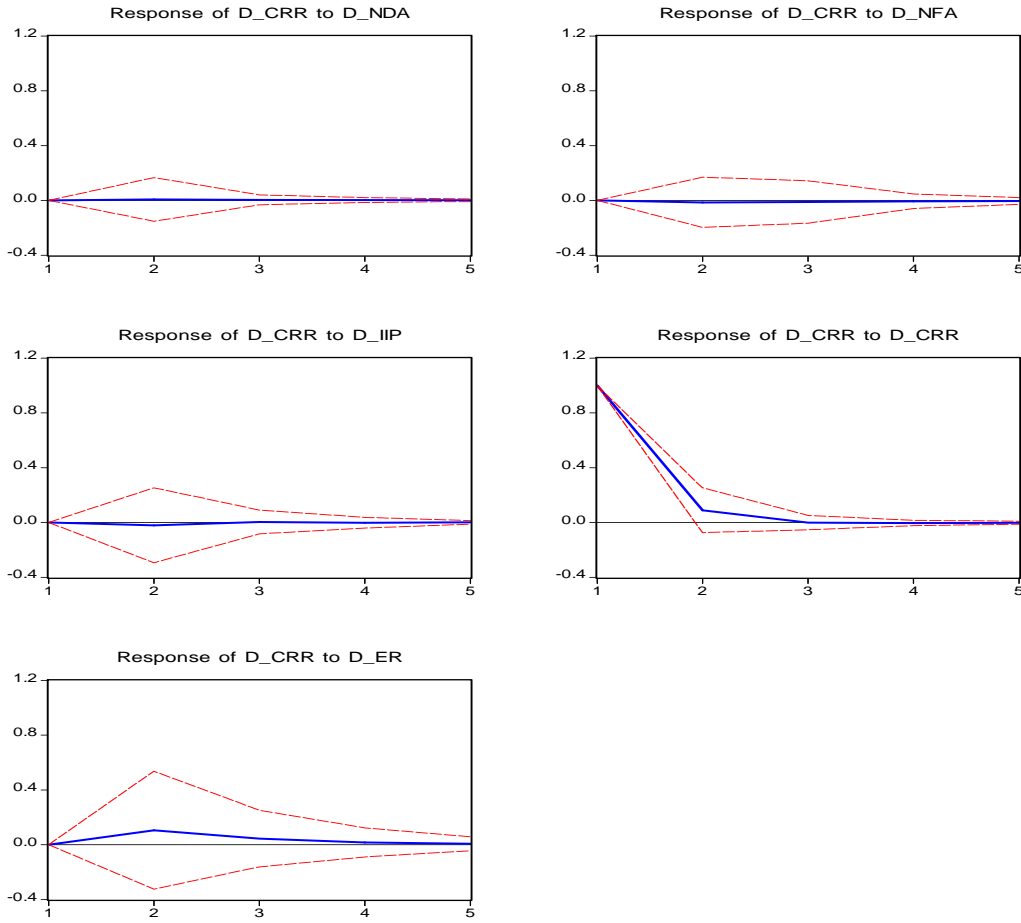 Response of D_CRR to D_NDA
1.2
0.8
0.4
0.0
-0.4
1 2 3 4 5
Response of D_CRR to D_NFA
1.2
0.8
0.4
0.0
-0.4
1 2 3 4 5
Response of D_CRR to D_IIP
1.2
0.8
0.4
0.0
-0.4
1 2 3 4 5
Response of D_CRR to D_CRR
1.2
0.8
0.4
0.0
-0.4
1 2 3 4 5
Response of D_CRR to D_ER
1.2
0.8
0.4
0.0
-0.4
1 2 3 4 5